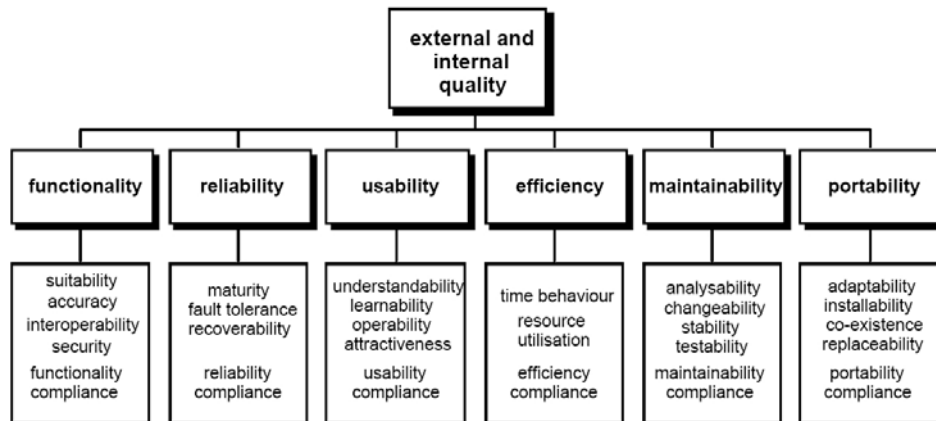 external and
internal
quality
functionality
reliability
usability
efficiency
maintainability
portability
suitability
accuracy
interoperability
security
functionality
compliance
maturity
fault tolerance
recoverability
reliability
compliance
understandability
learnability
operability
attractiveness
usability
compliance
time behaviour
resource
utilisation
efficiency
compliance
analysability
changeability
stability
testability
maintainability
compliance
adaptability
installability
co-existence
replaceability
portability
compliance